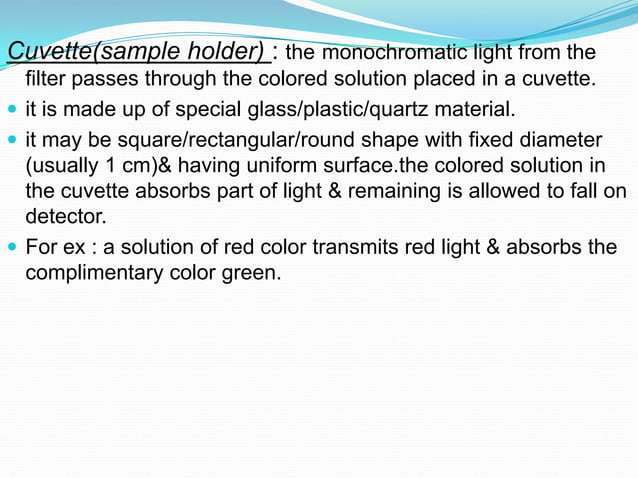 Cuvette(sample holder) : the monochromatic light from the
filter passes through the colored solution placed in a cuvette.
it is made up of special glass/plastic/quartz material.
it may be square/rectangular/round shape with fixed diameter
(usually 1 cm)& having uniform surface.the colored solution in
the cuvette absorbs part of light & remaining is allowed to fall on
detector.
For ex : a solution of red color transmits red light & absorbs the
complimentary color green.